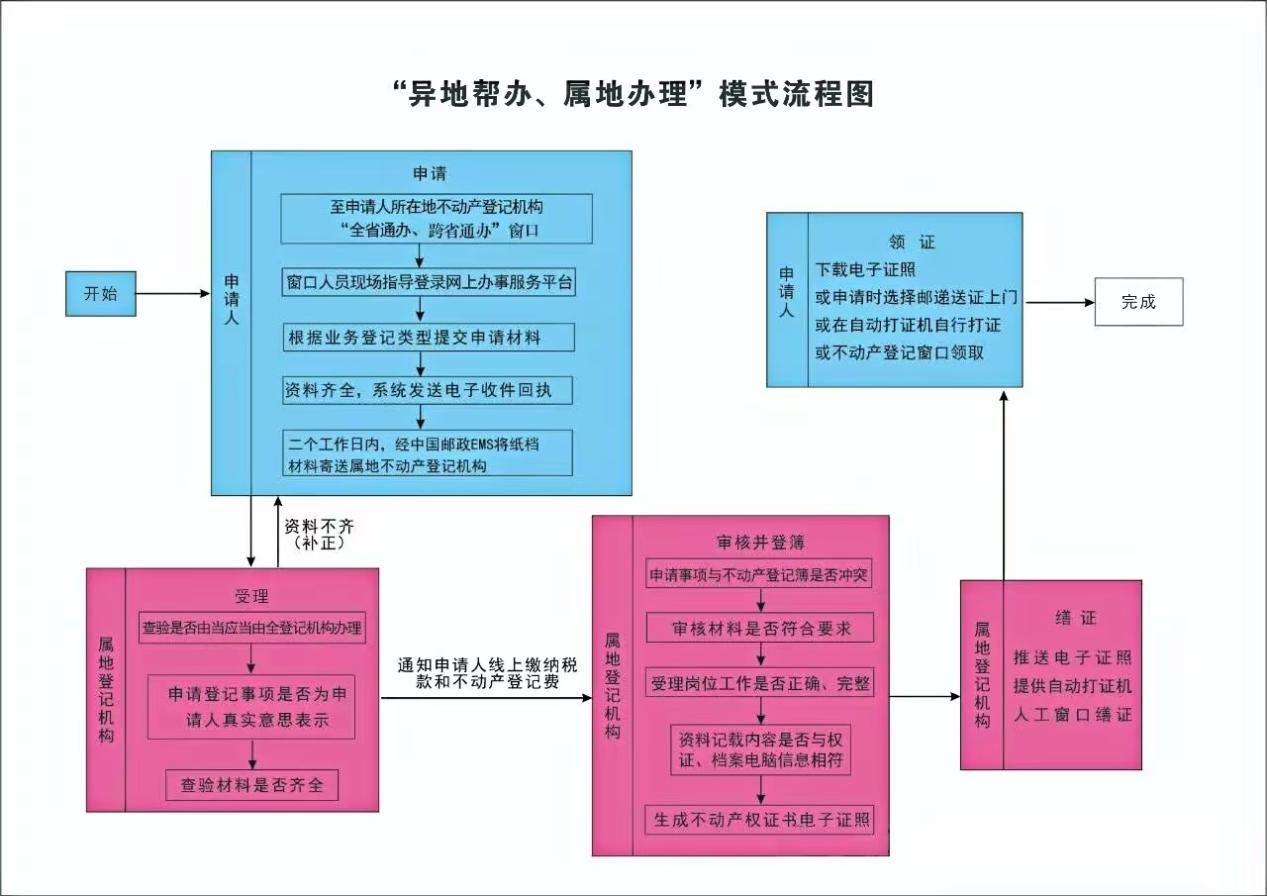 “异地帮办、属地办理”模式流程图
开始
申请人
申请
至申请人所在地不动产登记机构
“全省通办、跨省通办”窗口
窗口人员现场指导登录网上办事服务平台
根据业务登记类型提交申请材料
资料齐全，系统发送电子收件回执
二个工作日内，经中国邮政EMS将纸档
材料寄送属地不动产登记机构
资料不齐
（补正）
属地登记机构
受理
查验是否由当应当由全登记机构办理
申请登记事项是否为申
请人真实意思表示
查验材料是否齐全
通知申请人线上缴纳税
款和不动产登记费
属地登记机构
审核并登簿
申请事项与不动产登记簿是否冲突
审核材料是否符合要求
受理岗位工作是否正确、完整
资料记载内容是否与权
证、档案电脑信息相符
生成不动产权证书电子证照
属地登记机构
缮证
推送电子证照
提供自动打证机
人工窗口缮证
申请人
领证
下载电子证照
或申请时选择邮递送证上门
或在自动打证机自行打证
或不动产登记窗口领取
完成